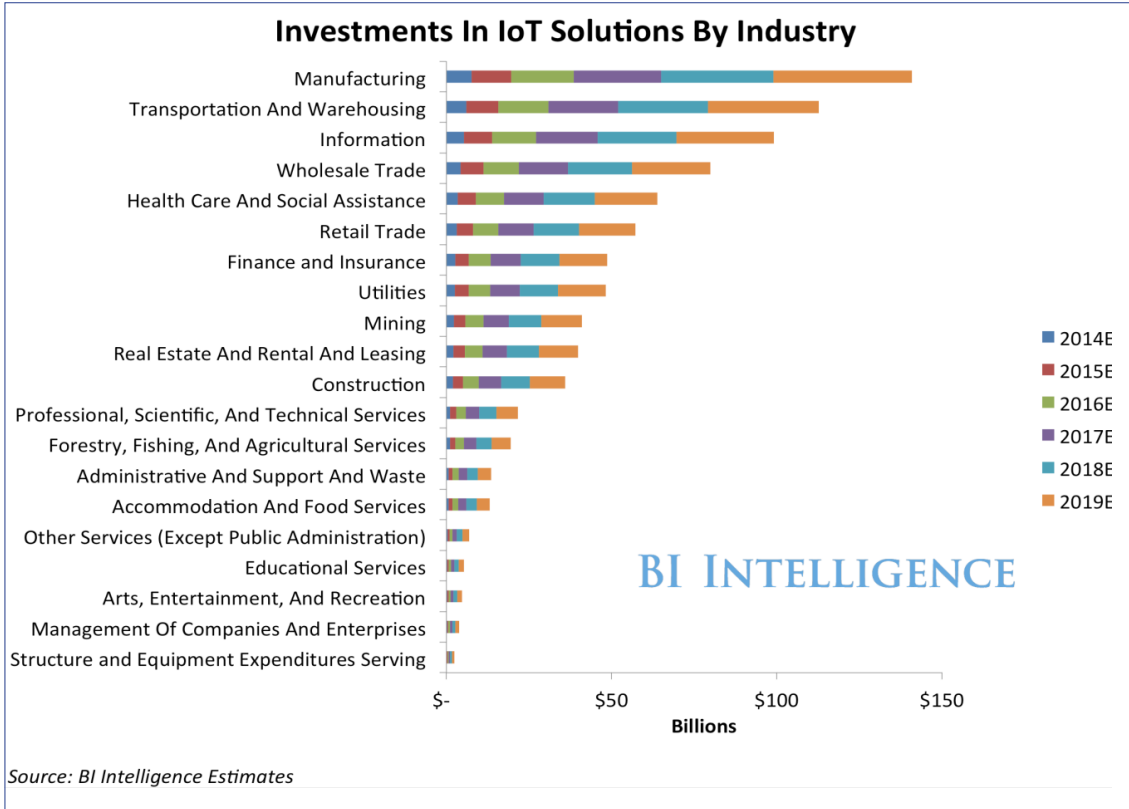 Investments In IoT Solutions By Industry
Manufacturing
Transportation And Warehousing
Information
Wholesale Trade
Health Care And Social Assistance
Retail Trade
Finance and Insurance
Utilities
Mining
Real Estate And Rental And Leasing
Construction
Professional, Scientific, And Technical Services
Forestry, Fishing, And Agricultural Services
Administrative And Support And Waste
Accommodation And Food Services
Other Services (Except Public Administration)
Educational Services
Arts, Entertainment, And Recreation
Management Of Companies And Enterprises
Structure and Equipment Expenditures Serving
2014E
2015E
2016E
2017E
2018E
2019E
BI INTELLIGENCE
$- $50 $100 $150
Billions
Source: BI Intelligence Estimates